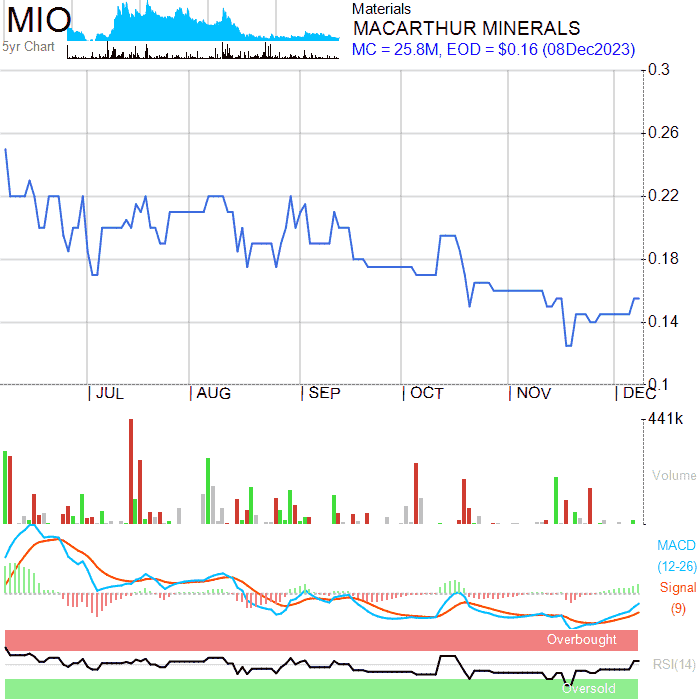 MIO
5yr Chart
Materials
MACARTHUR MINERALS
MC = 25.8M, EOD = $0.16 (08Dec2023)
0.3
0.26
0.22
0.18
0.14
0.1
JUL AUG SEP OCT NOV DEC
441k
Volume
MACD
(12-26)
Signal
(9)
Overbought
RSI(14)
Oversold